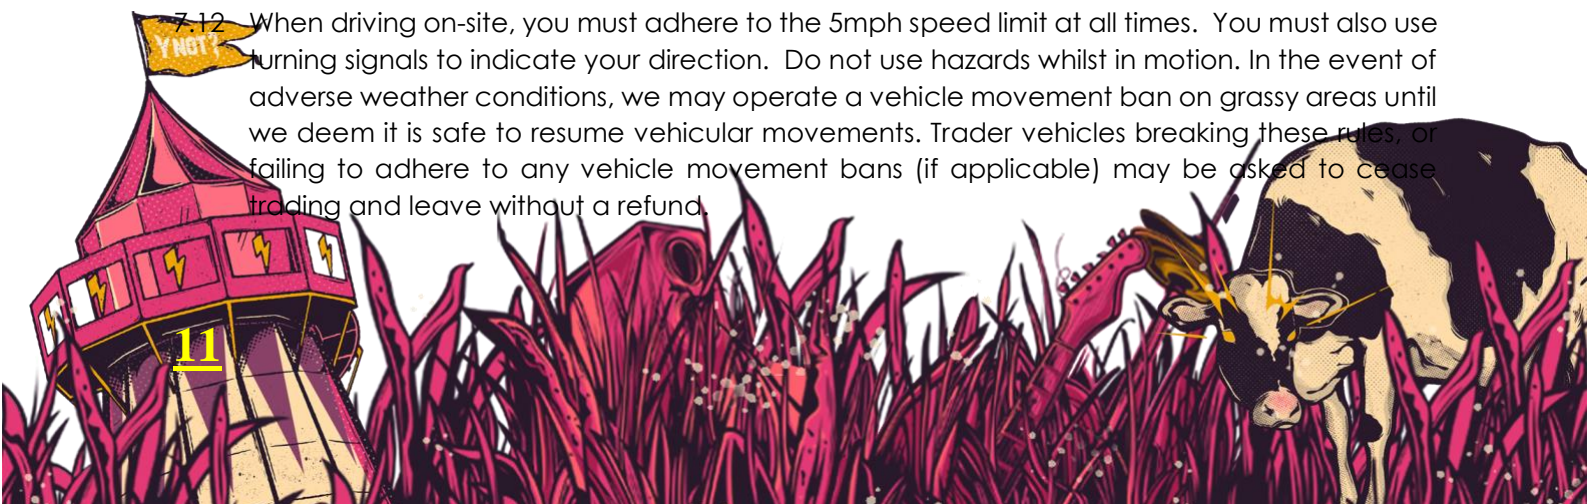 7.12 When driving on-site, you must adhere to the 5mph speed limit at all times. You must also use
turning signals to indicate your direction. Do not use hazards whilst in motion. In the event of
adverse weather conditions, we may operate a vehicle movement ban on grassy areas until
we deem it is safe to resume vehicular movements. Trader vehicles breaking these rules, or
failing to adhere to any vehicle movement bans (if applicable) may be asked to cease
trading and leave without a refund.
Y NOT?
11